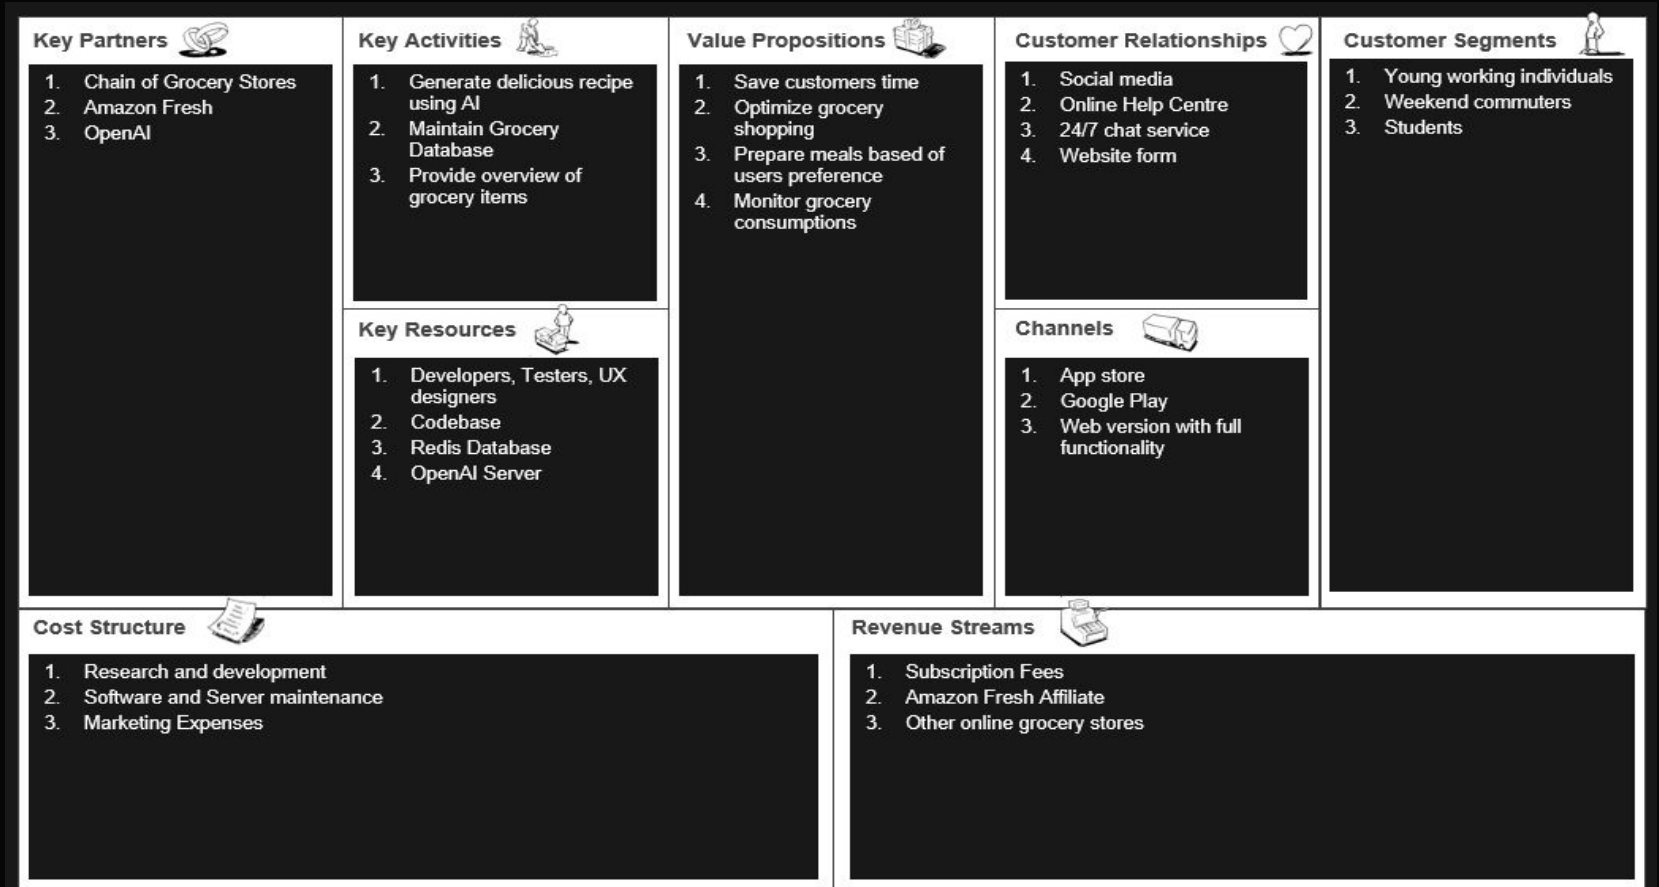 Key Partners
1. Chain of Grocery Stores
2. Amazon Fresh
3. OpenAI
Key Activities
1. Generate delicious recipe
using AI
2. Maintain Grocery
Database
3. Provide overview of
grocery items
Key Resources
1. Developers, Testers, UX
designers
2. Codebase
3. Redis Database
4. OpenAI Server
Value Propositions
1. Save customers time
2. Optimize grocery
shopping
3. Prepare meals based of
users preference
4. Monitor grocery
consumptions
Customer Relationships
1. Social media
2. Online Help Centre
3. 24/7 chat service
4. Website form
Channels
1. App store
2. Google Play
3. Web version with full
functionality
Customer Segments
1. Young working individuals
2. Weekend commuters
3. Students
Cost Structure
1. Research and development
2. Software and Server maintenance
3. Marketing Expenses
Revenue Streams
1. Subscription Fees
2. Amazon Fresh Affiliate
3. Other online grocery stores